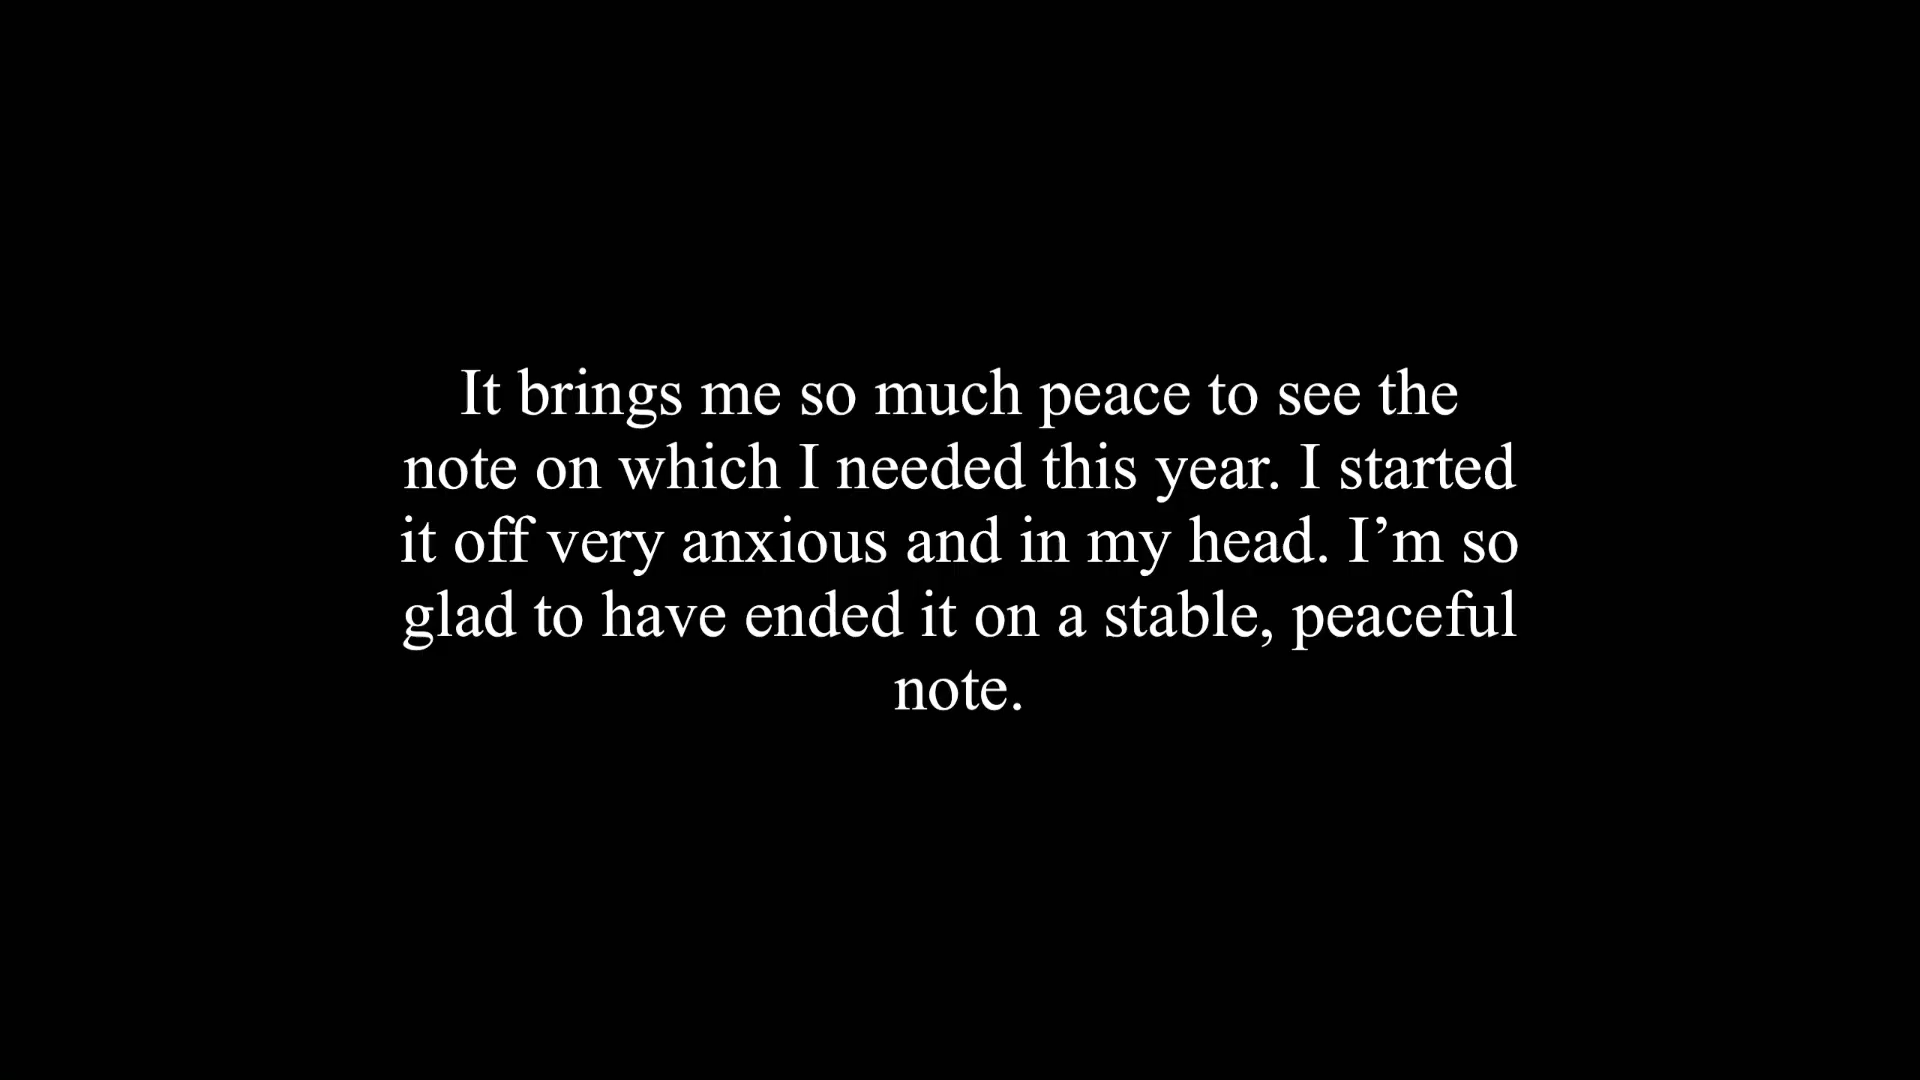 It brings me so much peace to see the
note on which I needed this year. I started
it off very anxious and in my head. I’m so
glad to have ended it on a stable, peaceful
note.